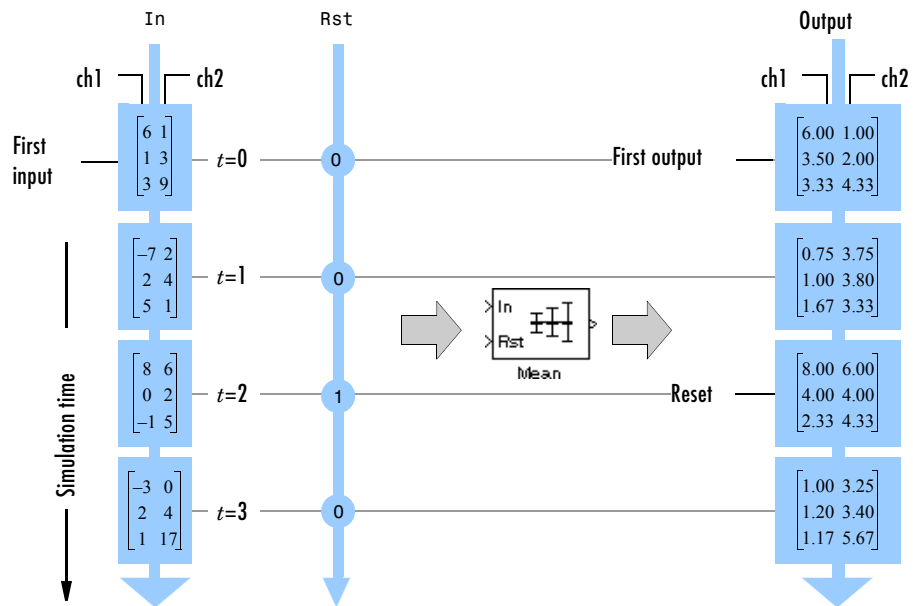 In Rst Output
ch1 ch2 ch1 ch2
First input
6 1
1 3
3 9
t=0
0
First output
6.00 1.00
3.50 2.00
3.33 4.33
−7 2
2 4
5 1
t=1
0
0.75 3.75
1.00 3.80
1.67 3.33
In
Rst
Mean
Simulation time
8 6
0 2
−1 5
t=2
1
Reset
8.00 6.00
4.00 4.00
2.33 4.33
−3 0
2 4
1 17
t=3
0
1.00 3.25
1.20 3.40
1.17 5.67